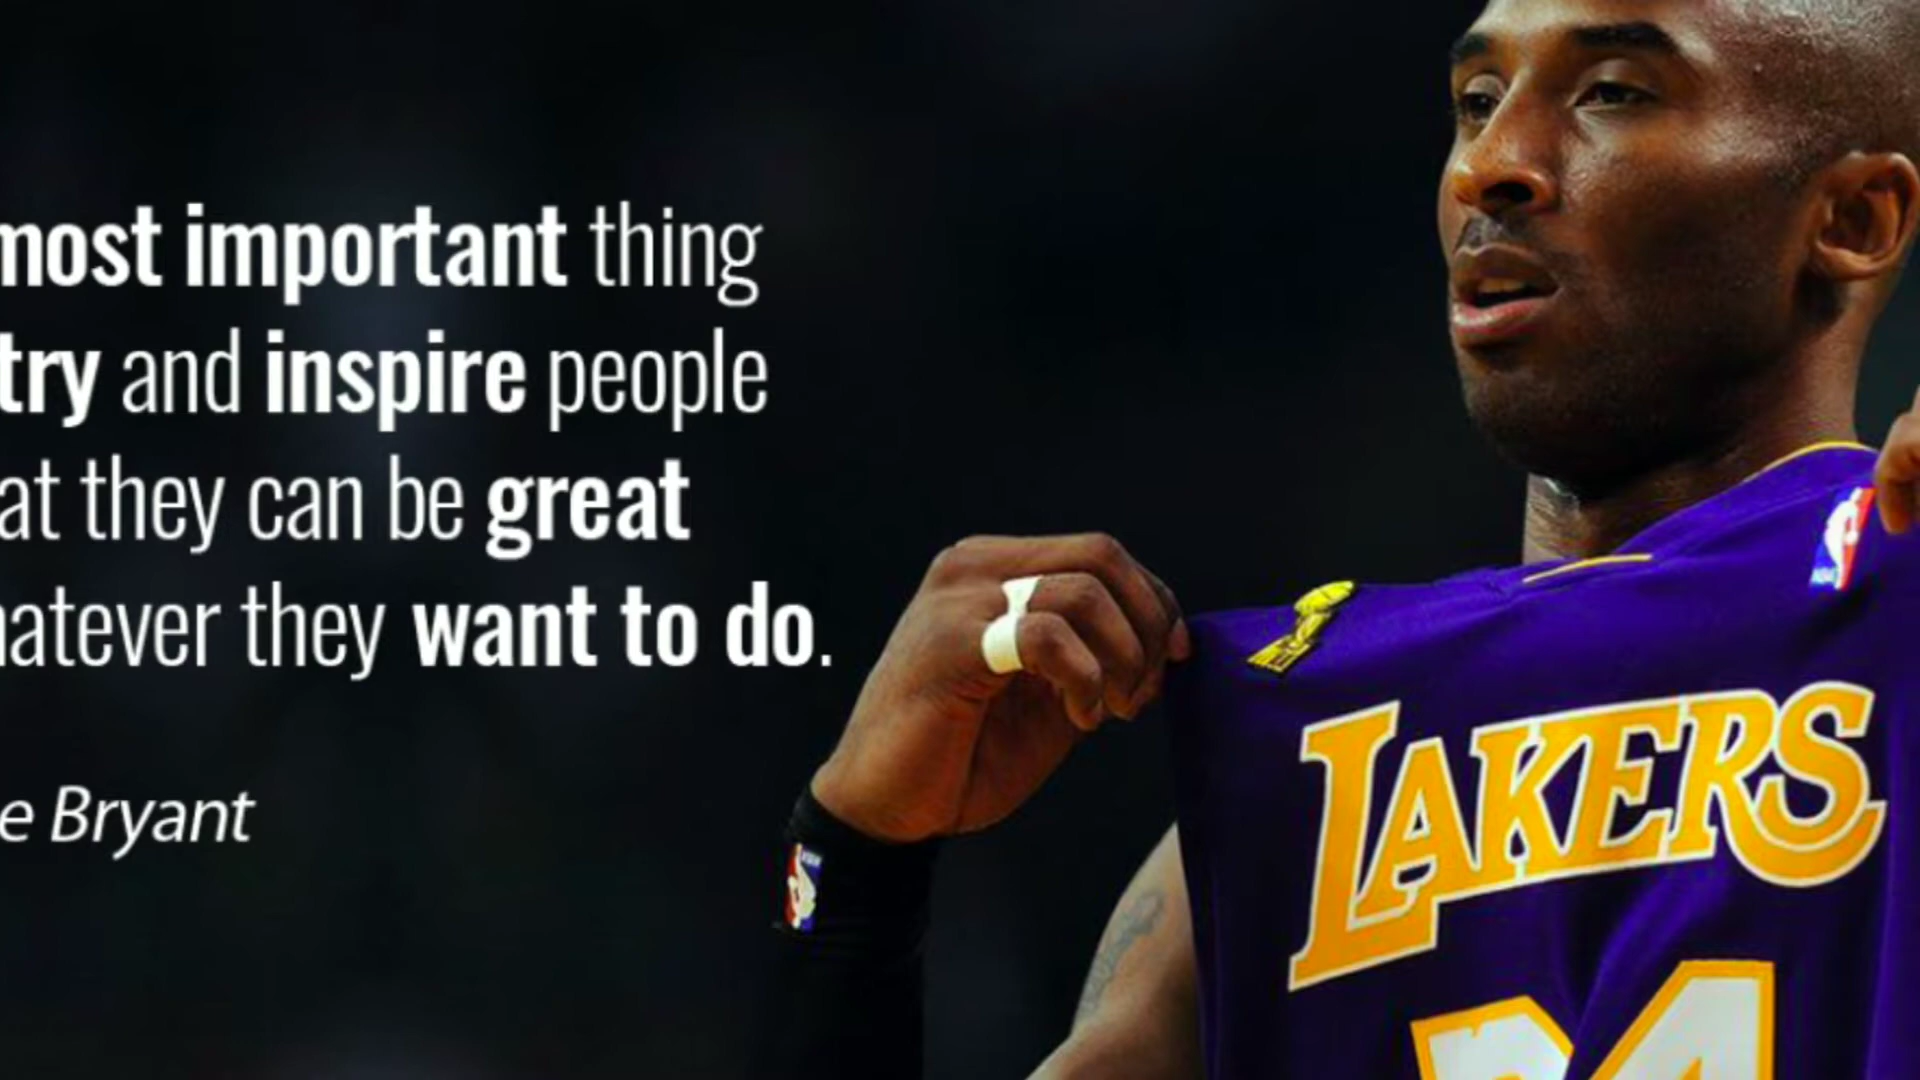 most important thing
try and inspire people
at they can be great
hatever they want to do.
e Bryant
LAKERS
24